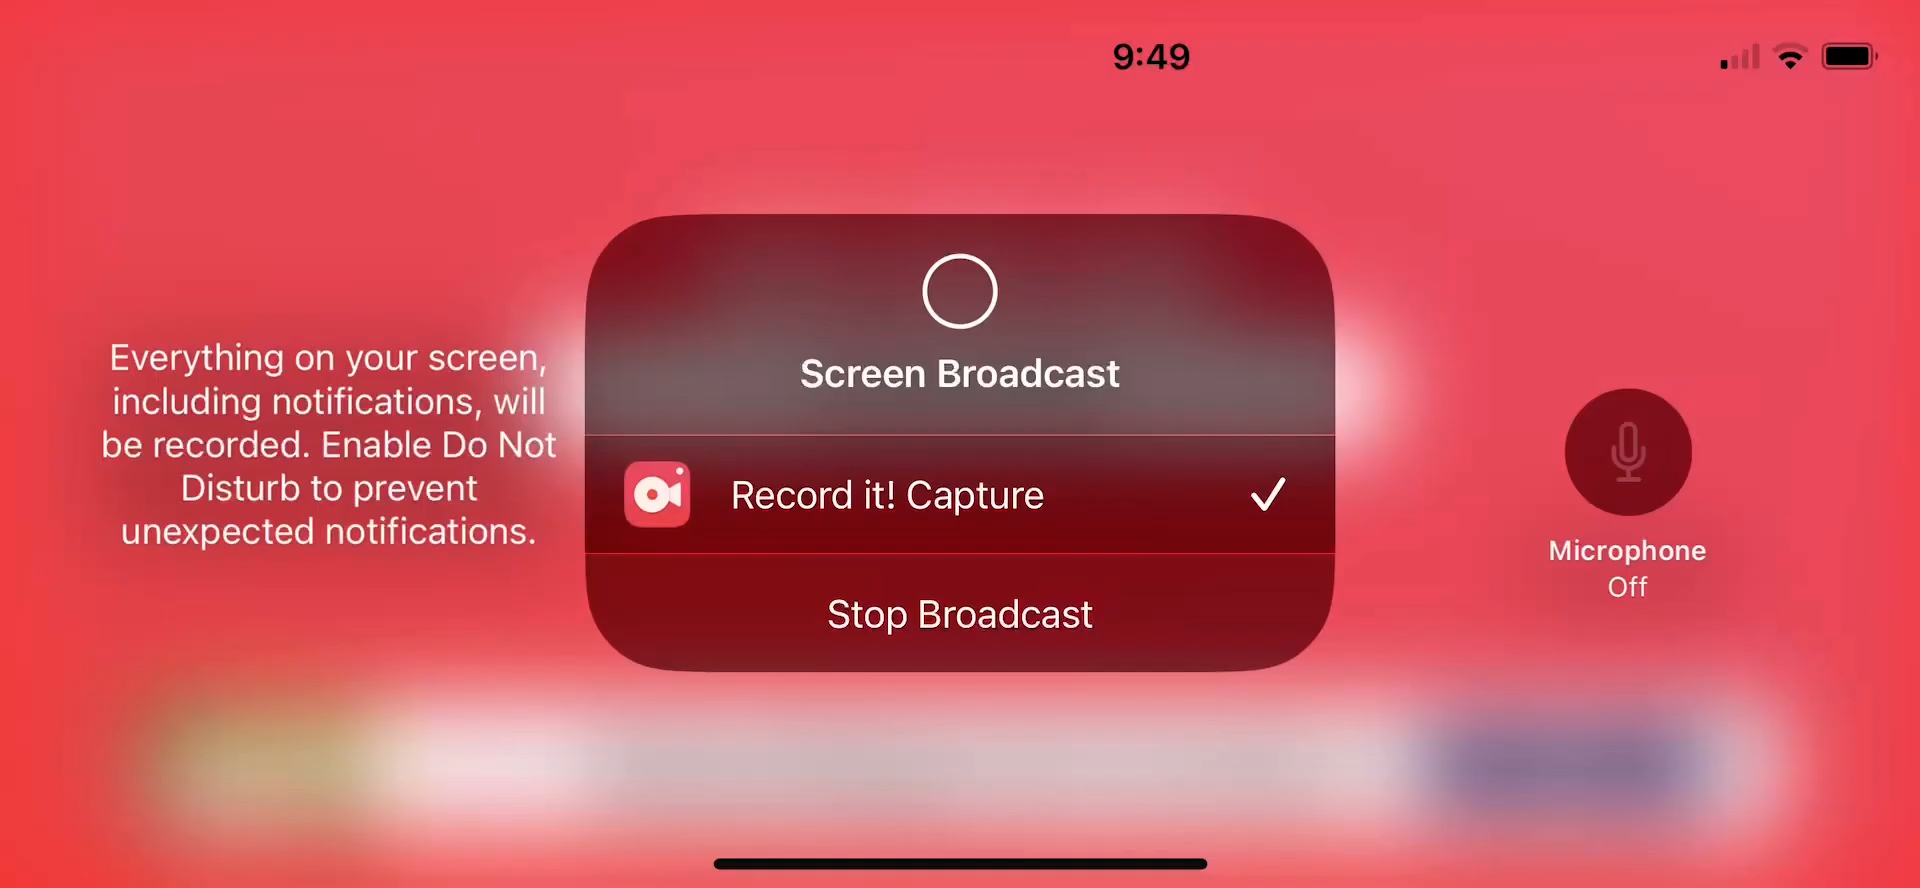 9:49
Everything on your screen,
including notifications, will
be recorded. Enable Do Not
Disturb to prevent
unexpected notifications.
Screen Broadcast
Record it! Capture
Stop Broadcast
Microphone
Off